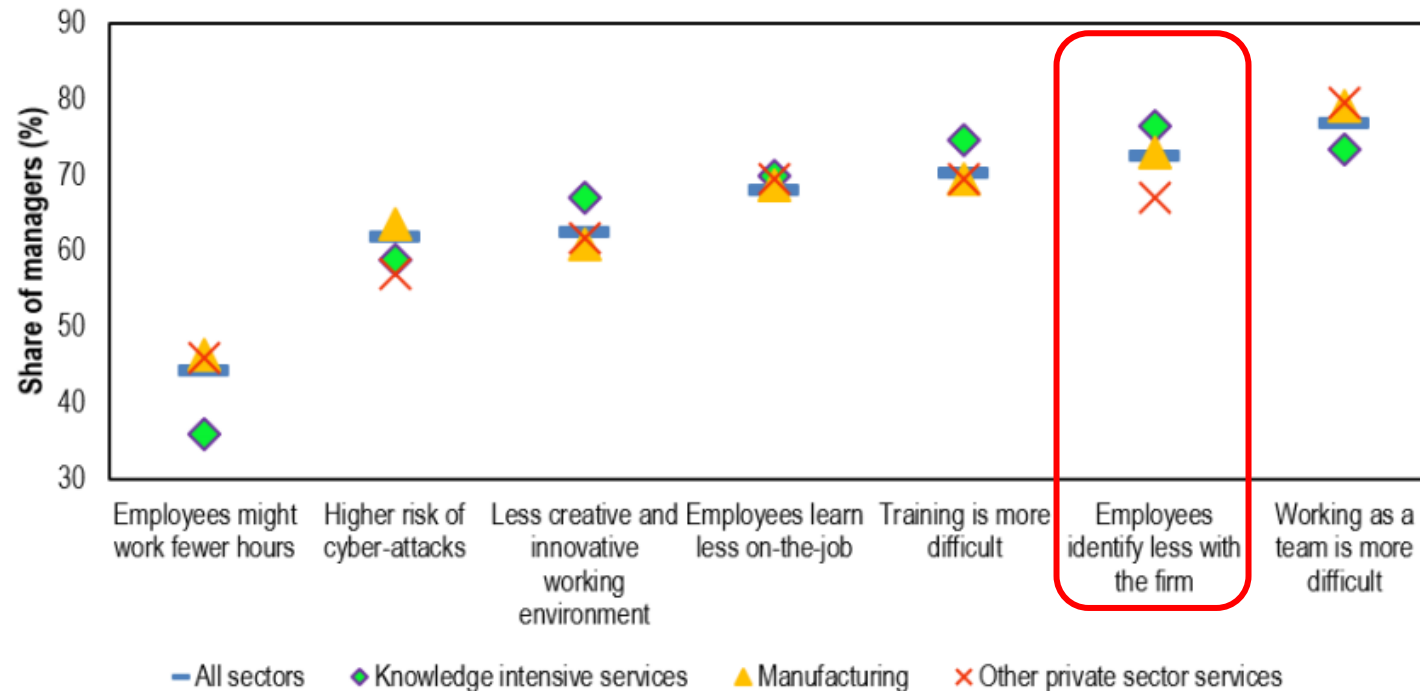 90
80
70
60
50
40
30
Share of managers (%)
Employees might
work fewer hours
Higher risk of
cyber-attacks
Less creative and
innovative
working
environment
Employees learn
less on-the-job
Training is more
difficult
Employees
identify less with
the firm
Working as a
team is more
difficult
All sectors
Knowledge intensive services
Manufacturing
Other private sector services